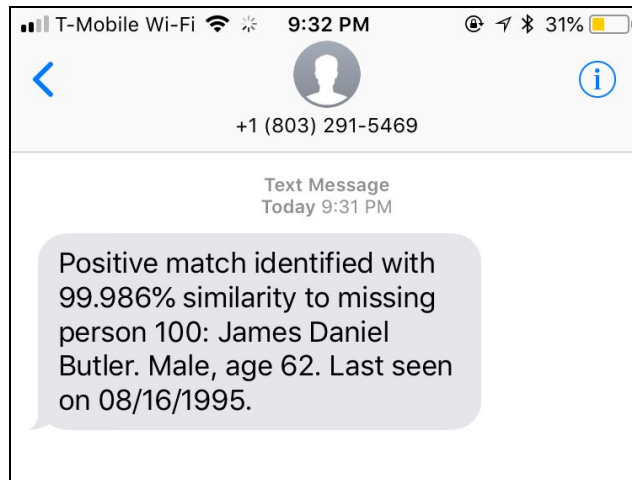 T-Mobile Wi-Fi 9:32 PM 31%
+1 (803) 291-5469
Text Message
Today 9:31 PM
Positive match identified with
99.986% similarity to missing
person 100: James Daniel
Butler. Male, age 62. Last seen
on 08/16/1995.